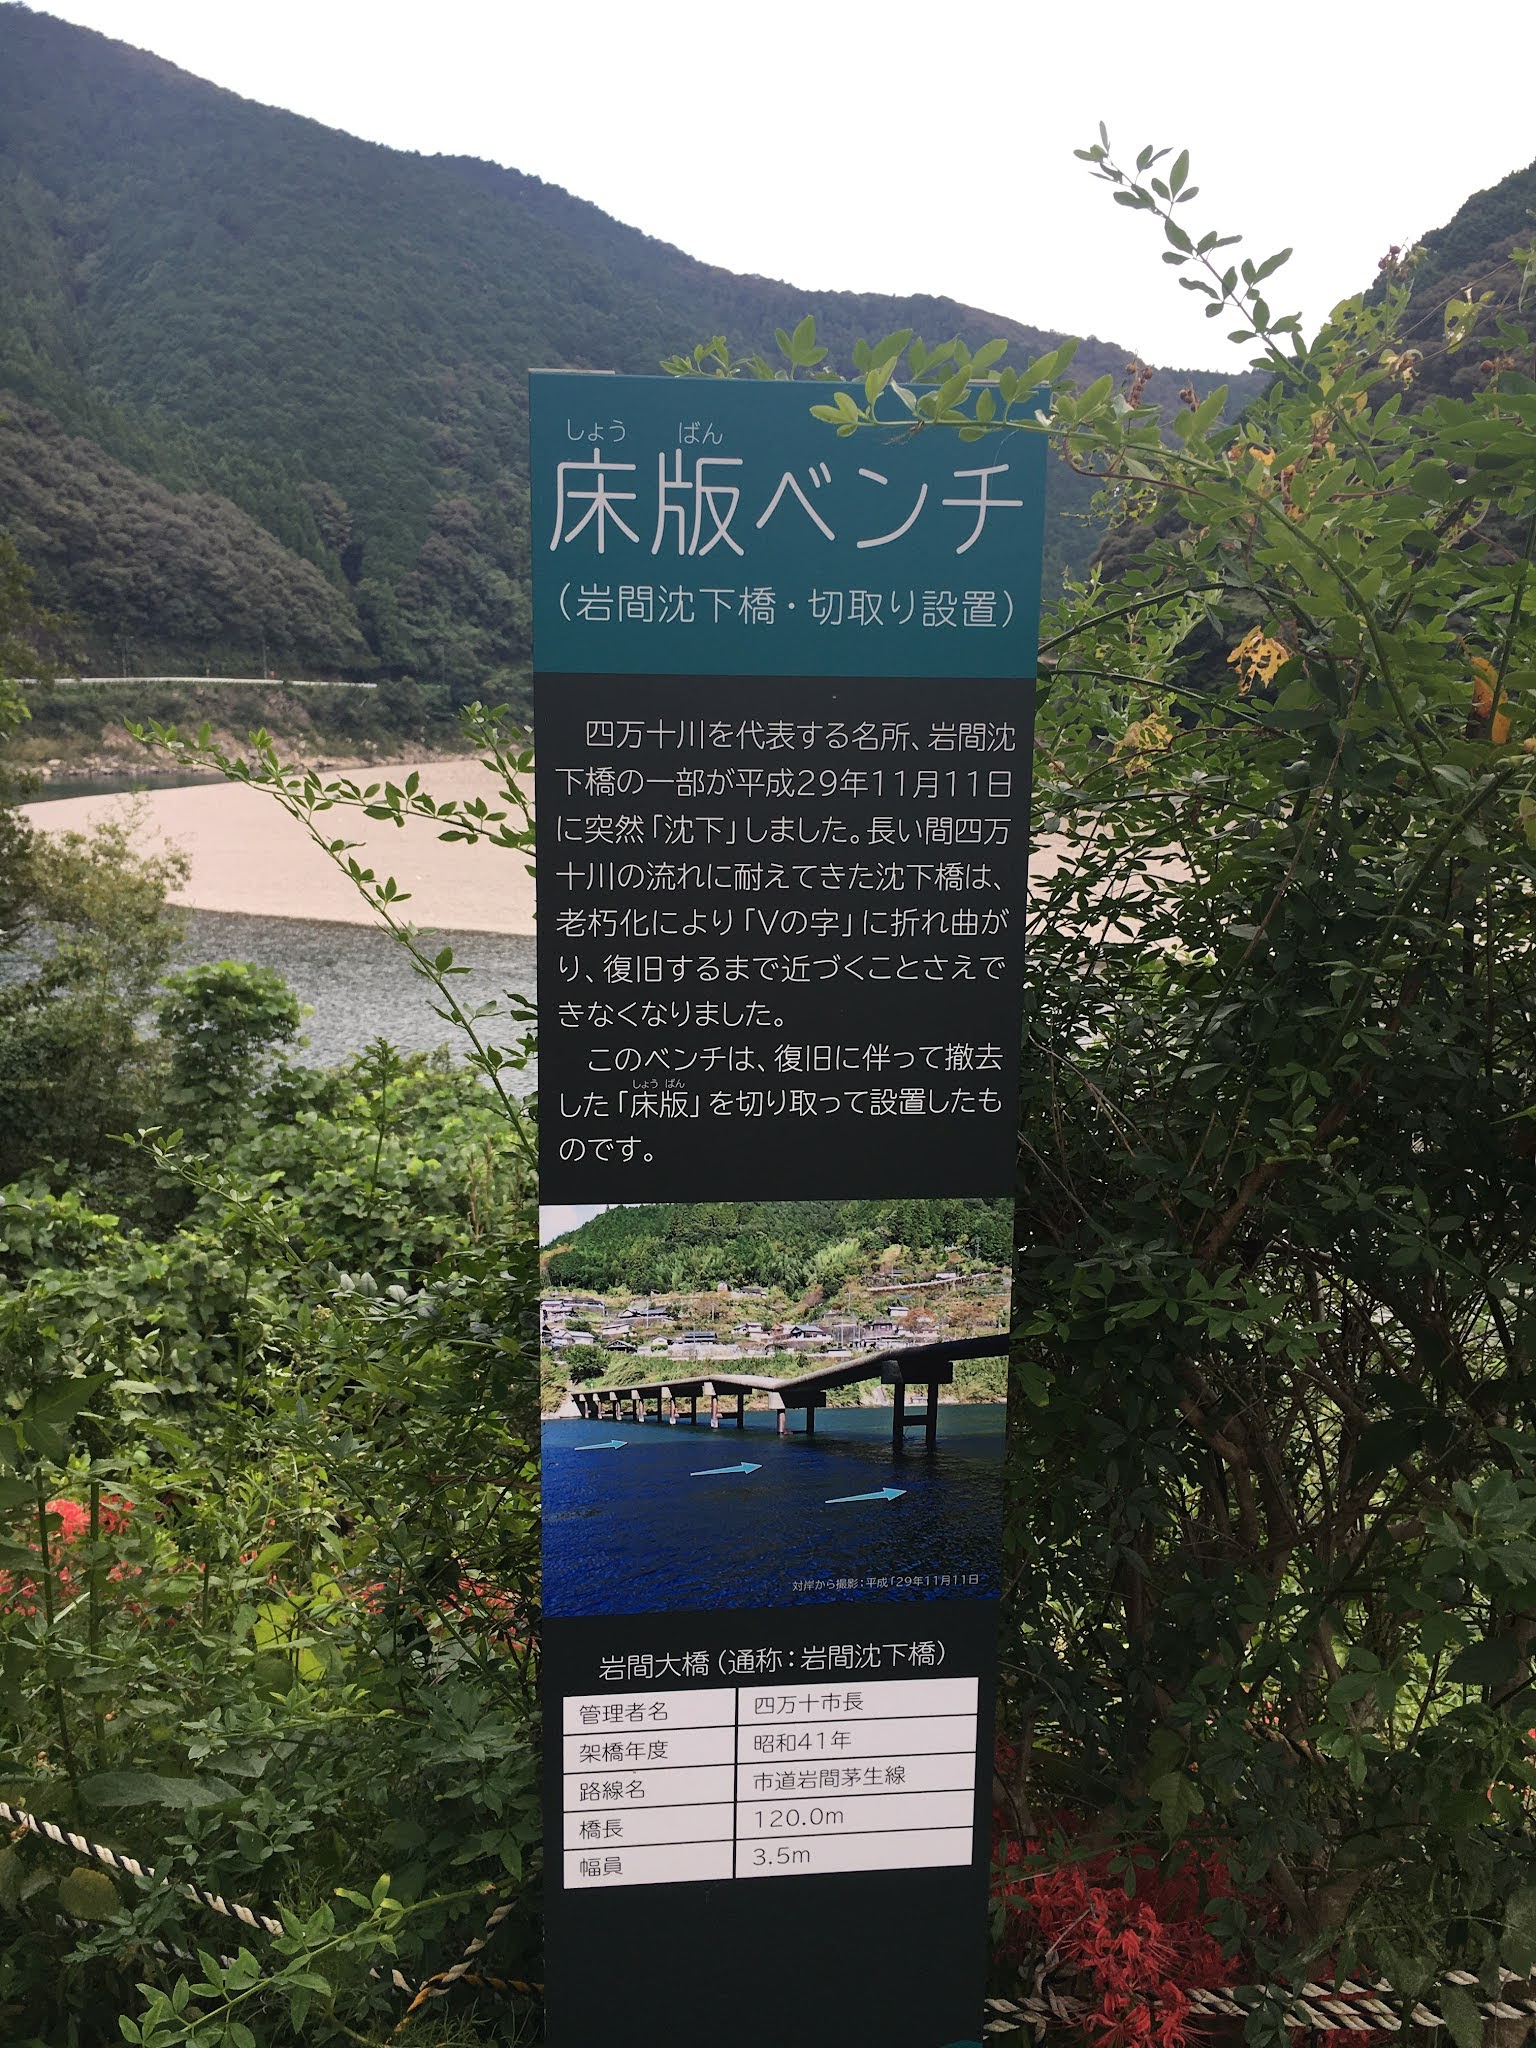 しょう ばん
床版ベンチ
（岩間沈下橋・切取り設置）
四万十川を代表する名所、岩間沈
下橋の一部が平成29年11月11日
に突然「沈下」しました。長い間四万
十川の流れに耐えてきた沈下橋は、
老朽化により「Vの字」に折れ曲が
り、復旧するまで近づくことさえで
きなくなりました。
このベンチは、復旧に伴って撤去
しょう ばん
した「床版」を切り取って設置したも
のです。
対岸から撮影：平成「29年11月11日
岩間大橋（通称：岩間沈下橋）
管理者名 四万十市長
架橋年度 昭和41年
路線名 市道岩間茅生線
橋長 120.0m
幅員 3.5m